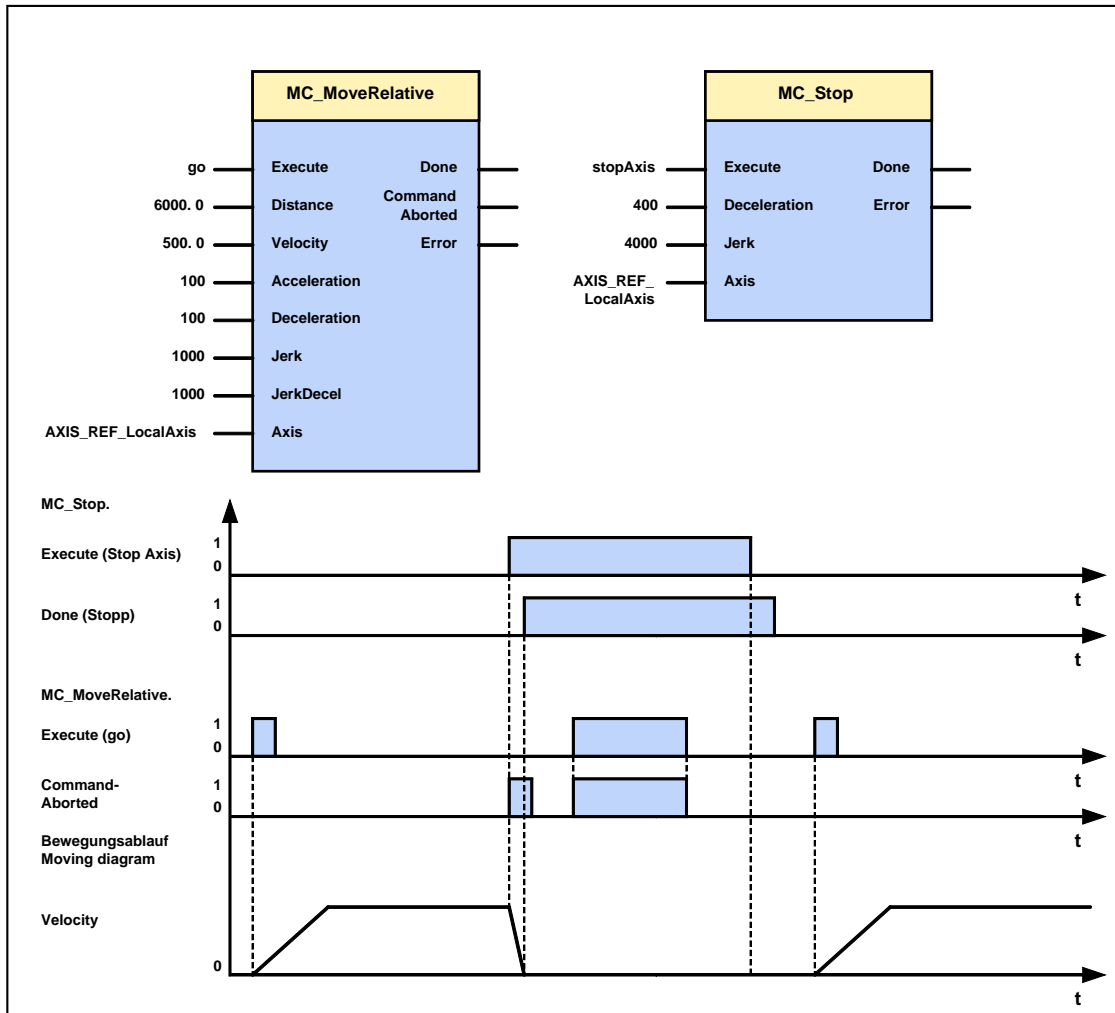 MC_MoveRelative
go
Execute
Done
6000. 0
Distance
Command
Aborted
500. 0
Velocity
Error
100
Acceleration
100
Deceleration
1000
Jerk
1000
JerkDecel
AXIS_REF_LocalAxis
Axis
MC_Stop
stopAxis
Execute
Done
400
Deceleration
Error
4000
Jerk
AXIS_REF_
LocalAxis
Axis
MC_Stop.
Execute (Stop Axis)
1
0
t
Done (Stopp)
1
0
t
MC_MoveRelative.
Execute (go)
1
0
t
Command-
Aborted
1
0
t
Bewegungsablauf
Moving diagram
Velocity
0
t